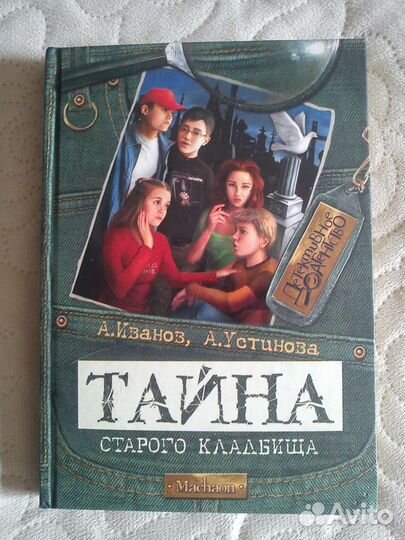 Детективное
агентство
А.Иванов, А.Устинова
ТАЙНА
СТАРОГО КЛАДБИЩА
Machaon
Avito